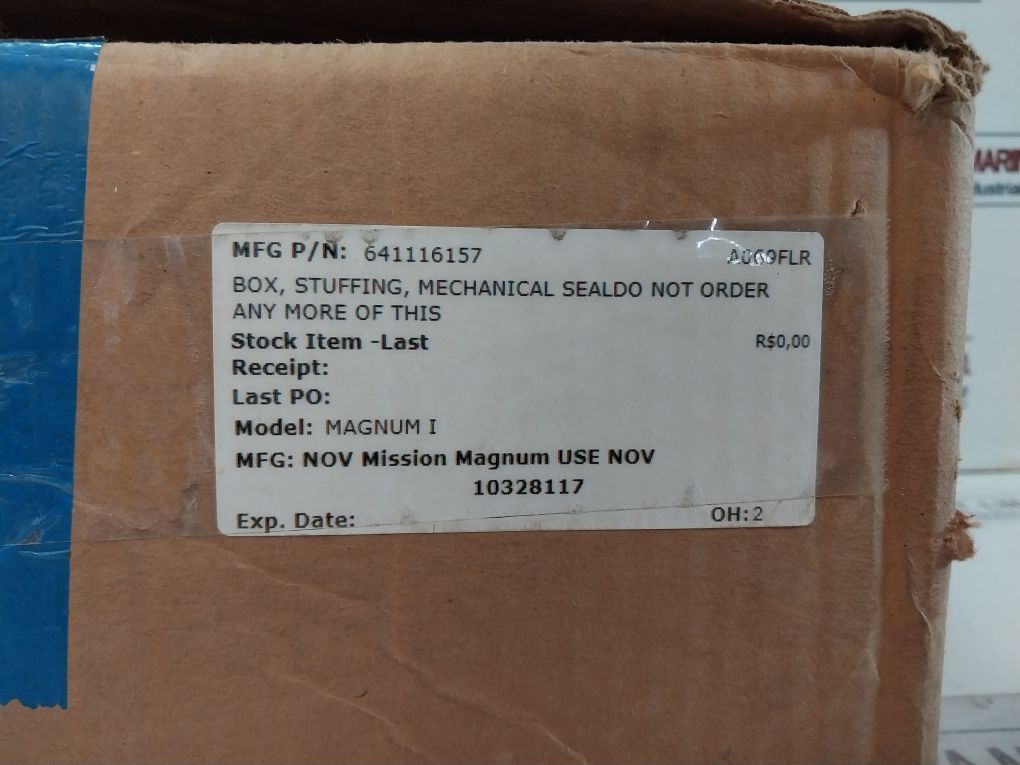 MFG P/N: 641116157 A069FLR
BOX, STUFFING, MECHANICAL SEALDO NOT ORDER
ANY MORE OF THIS
Stock Item -Last R$0,00
Receipt:
Last PO:
Model: MAGNUM I
MFG: NOV Mission Magnum USE NOV
10328117
Exp. Date: OH: 2